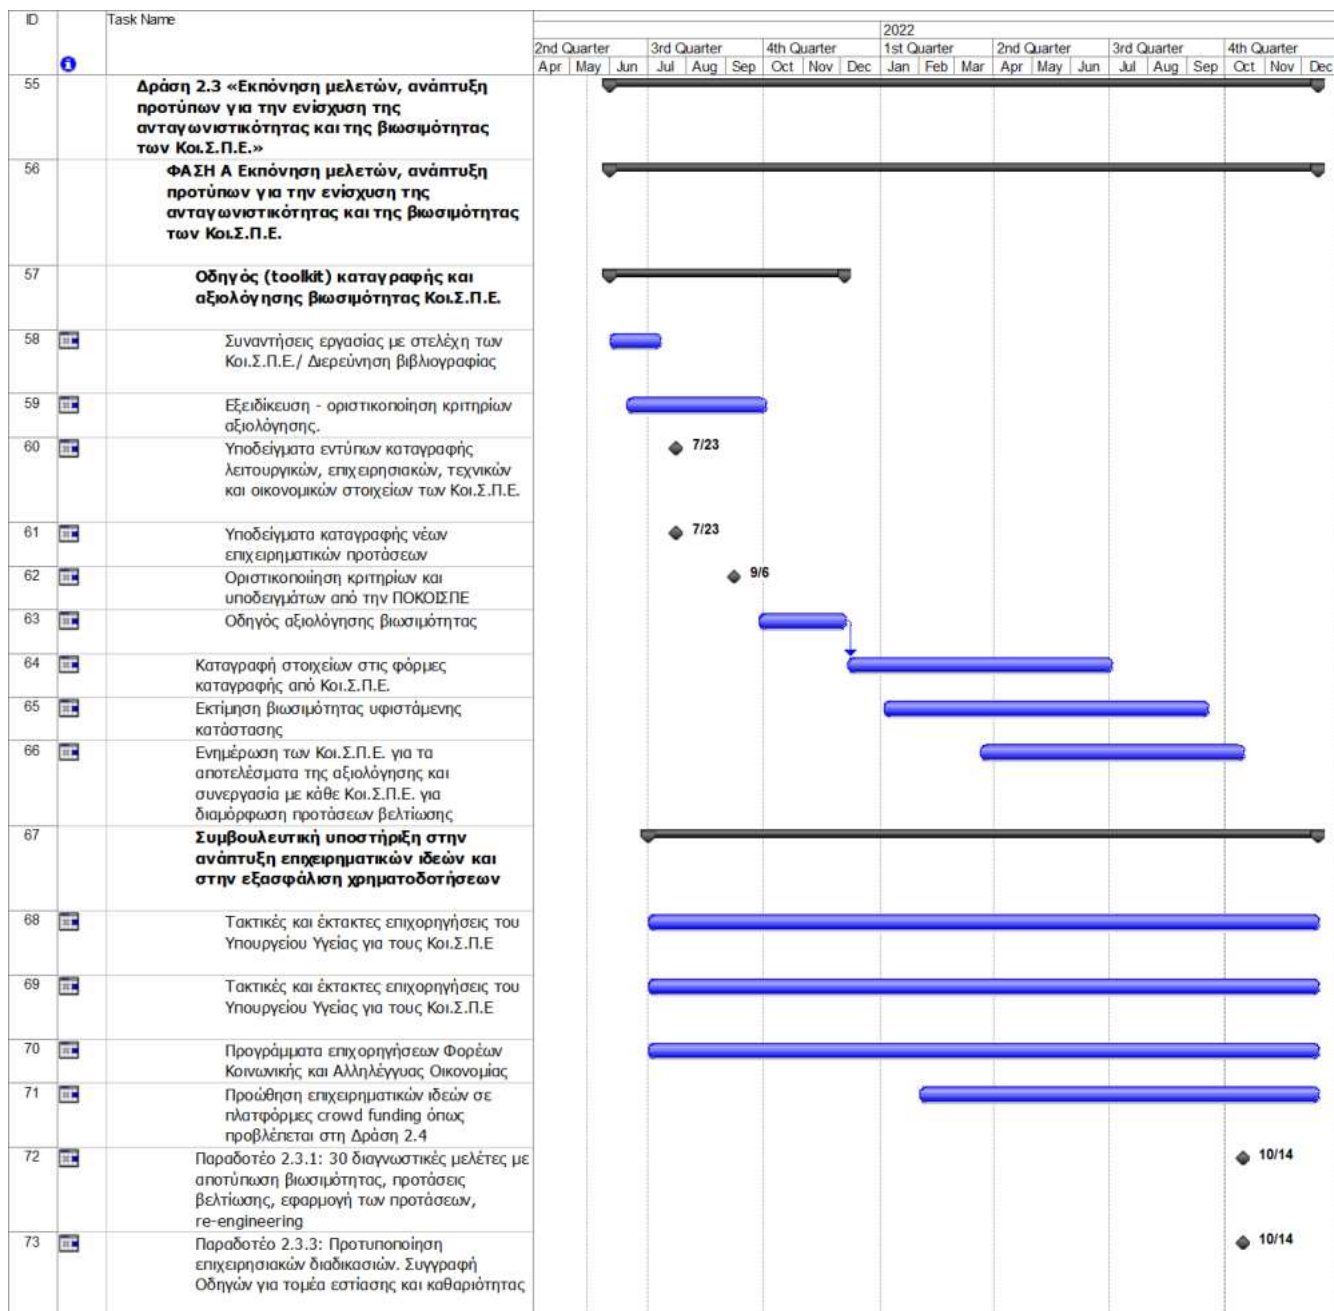 ID Task Name
2022
2nd Quarter 3rd Quarter 4th Quarter 1st Quarter 2nd Quarter 3rd Quarter 4th Quarter
Apr May Jun Jul Aug Sep Oct Nov Dec Jan Feb Mar Apr May Jun Jul Aug Sep Oct Nov Dec
55 Δράση 2.3 «Εκπόνηση μελετών, ανάπτυξη
προτύπων για την ενίσχυση της
ανταγωνιστικότητας και της βιωσιμότητας
των Κοι.Σ.Π.Ε.»
56 ΦΑΣΗ Α Εκπόνηση μελετών, ανάπτυξη
προτύπων για την ενίσχυση της
ανταγωνιστικότητας και της βιωσιμότητας
των Κοι.Σ.Π.Ε.
57 Οδηγός (toolkit) καταγραφής και
αξιολόγησης βιωσιμότητας Κοι.Σ.Π.Ε.
58 Συναντήσεις εργασίας με στελέχη των
Κοι.Σ.Π.Ε./ Διερεύνηση βιβλιογραφίας
59 Εξειδίκευση - οριστικοποίηση κριτηρίων
αξιολόγησης.
60 Υποδείγματα εντύπων καταγραφής 7/23
λειτουργικών, επιχειρησιακών, τεχνικών
και οικονομικών στοιχείων των Κοι.Σ.Π.Ε.
61 Υποδείγματα καταγραφής νέων 7/23
επιχειρηματικών προτάσεων
62 Οριστικοποίηση κριτηρίων και 9/6
υποδειγμάτων από την ΠΟΚΟΙΣΠΕ
63 Οδηγός αξιολόγησης βιωσιμότητας
64 Καταγραφή στοιχείων στις φόρμες
καταγραφής από Κοι.Σ.Π.Ε.
65 Εκτίμηση βιωσιμότητας υφιστάμενης
κατάστασης
66 Ενημέρωση των Κοι.Σ.Π.Ε. για τα
αποτελέσματα της αξιολόγησης και
συνεργασία με κάθε Κοι.Σ.Π.Ε. για
διαμόρφωση προτάσεων βελτίωσης
67 Συμβουλευτική υποστήριξη στην
ανάπτυξη επιχειρηματικών ιδεών και
στην εξασφάλιση χρηματοδοτήσεων
68 Τακτικές και έκτακτες επιχορηγήσεις του
Υπουργείου Υγείας για τους Κοι.Σ.Π.Ε
69 Τακτικές και έκτακτες επιχορηγήσεις του
Υπουργείου Υγείας για τους Κοι.Σ.Π.Ε
70 Προγράμματα επιχορηγήσεων Φορέων
Κοινωνικής και Αλληλέγγυας Οικονομίας
71 Προώθηση επιχειρηματικών ιδεών σε
πλατφόρμες crowd funding όπως
προβλέπεται στη Δράση 2.4
72 Παραδοτέο 2.3.1: 30 διαγνωστικές μελέτες με 10/14
αποτύπωση βιωσιμότητας, προτάσεις
βελτίωσης, εφαρμογή των προτάσεων,
re-engineering
73 Παραδοτέο 2.3.3: Προτυποποίηση 10/14
επιχειρησιακών διαδικασιών. Συγγραφή
Οδηγών για τομέα εστίασης και καθαριότητας